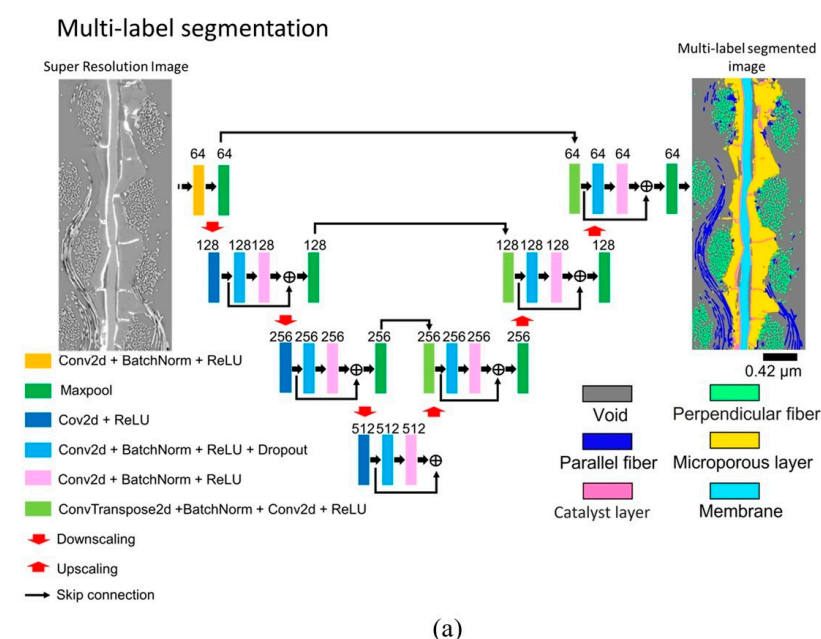 Multi-label segmentation
Super Resolution Image
Multi-label segmented
image
64 64
64 64 64 64
128 128 128 128
128 128 128 128
256 256 256 256
256 256 256 256
512 512 512
0.42 μm
Conv2d + BatchNorm + ReLU
Maxpool
Cov2d + ReLU
Conv2d + BatchNorm + ReLU + Dropout
Conv2d + BatchNorm + ReLU
ConvTranspose2d +BatchNorm + Conv2d + ReLU
Downscaling
Upscaling
Skip connection
Void
Perpendicular fiber
Parallel fiber
Microporous layer
Catalyst layer
Membrane
(a)